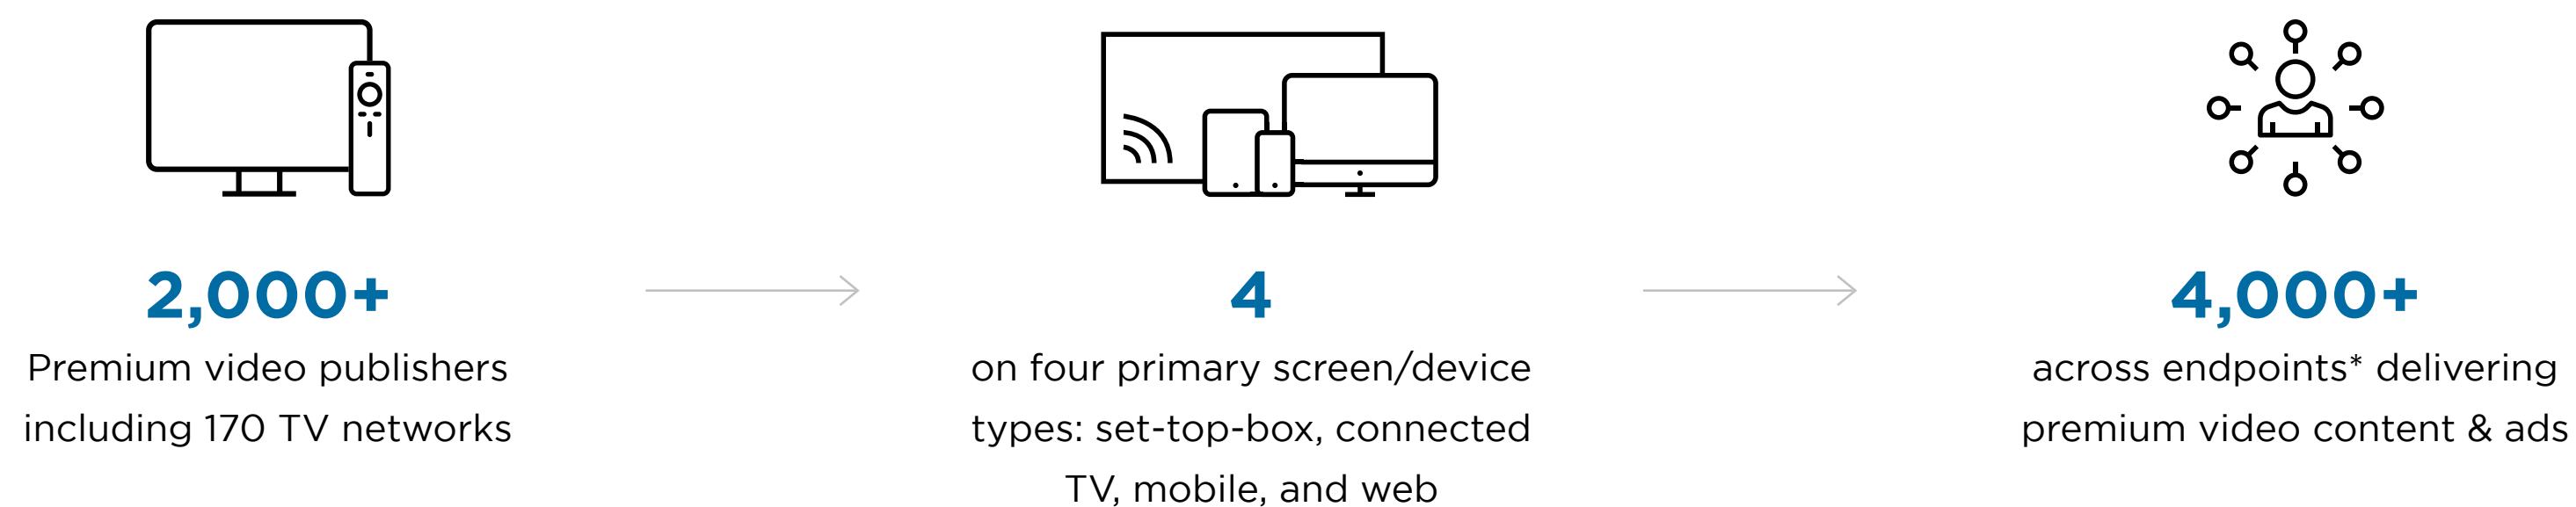 2,000+
Premium video publishers
including 170 TV networks
4
on four primary screen/device
types: set-top-box, connected
TV, mobile, and web
4,000+
across endpoints* delivering
premium video content & ads